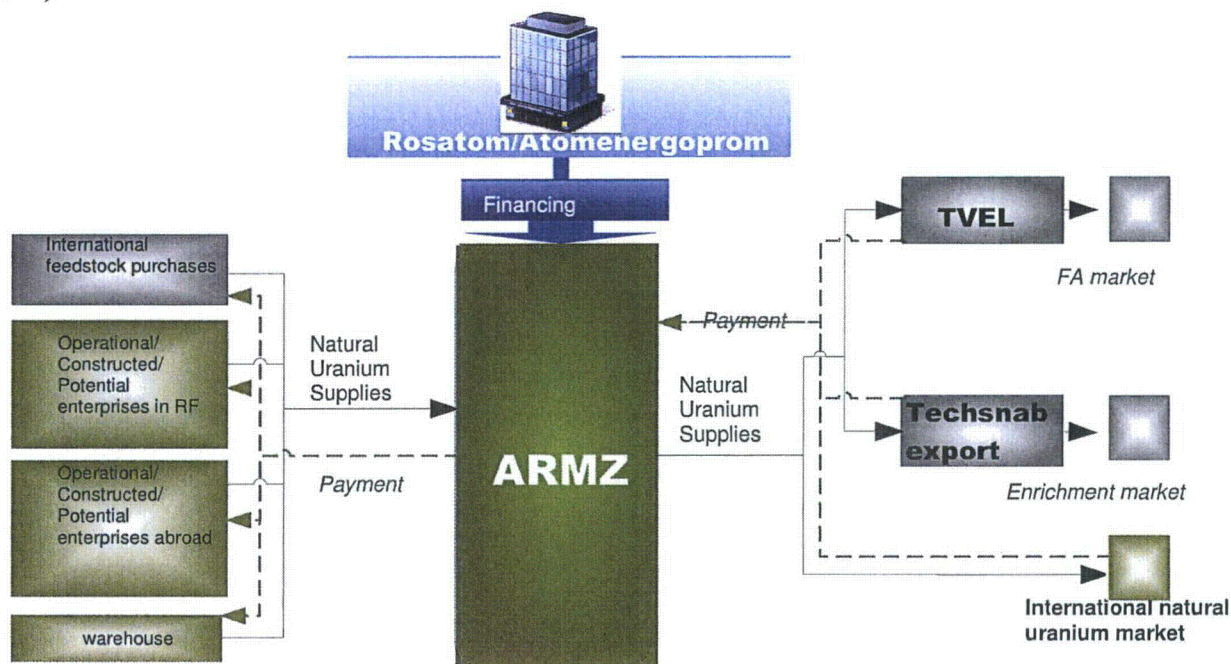 Rosatom/Atomenergoprom
Financing
International
feedstock purchases
Operational/
Constructed/
Potential
enterprises in RF
Operational/
Constructed/
Potential
enterprises abroad
warehouse
Natural
Uranium
Supplies
Payment
ARMZ
Payment
Natural
Uranium
Supplies
TVEL
FA market
Techsnab
export
Enrichment market
International natural
uranium market